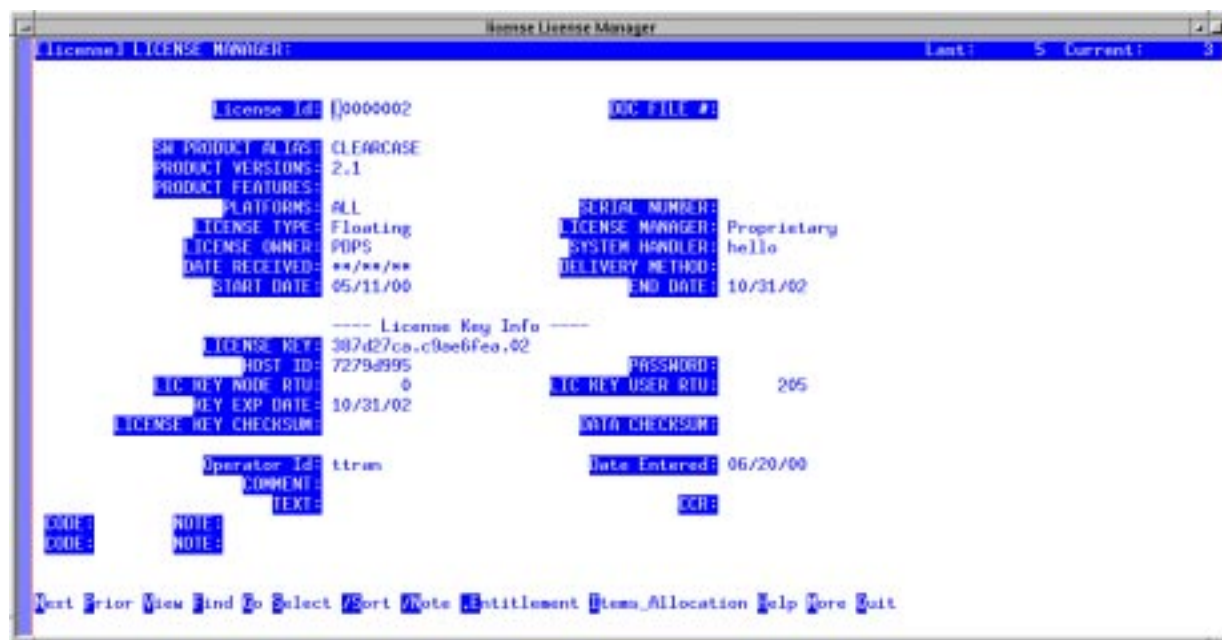 license License Manager
[license] LICENSE MANAGER: Last: 5 Current: 3
License Id: 00000002 DOC FILE #:
SW PRODUCT ALIAS: CLEARCASE
PRODUCT VERSIONS: 2.1
PRODUCT FEATURES:
PLATFORMS: ALL SERIAL NUMBER:
LICENSE TYPE: Floating LICENSE MANAGER: Proprietary
LICENSE OWNER: PDPS SYSTEM HANDLER: hello
DATE RECEIVED: **/**/** DELIVERY METHOD:
START DATE: 05/11/00 END DATE: 10/31/02
---- License Key Info ----
LICENSE KEY: 387d27ca.c9ae6fea.02
HOST ID: 7279d995 PASSWORD:
LIC KEY NODE RTU: 0 LIC KEY USER RTU: 205
KEY EXP DATE: 10/31/02
LICENSE KEY CHECKSUM: DATA CHECKSUM:
Operator Id: ttran Date Entered: 06/20/00
COMMENT:
TEXT: CCR:
CODE: NOTE:
CODE: NOTE:
Next Prior View Find Go Select /Sort /Note .Entitlement Items_Allocation Help More Quit